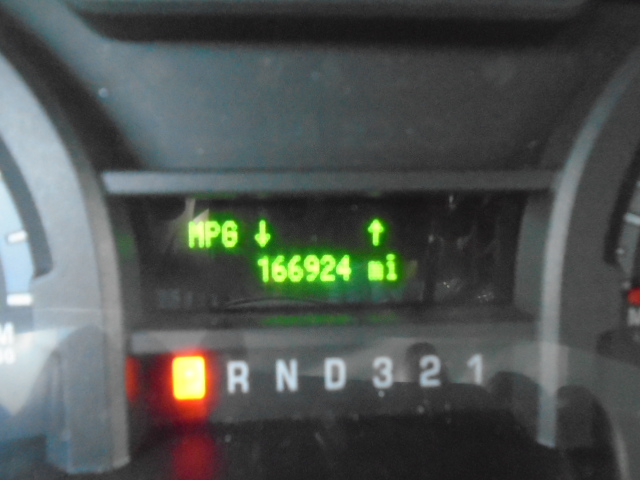 MPG ↓ ↑
166924 mi
R N D 3 2 1